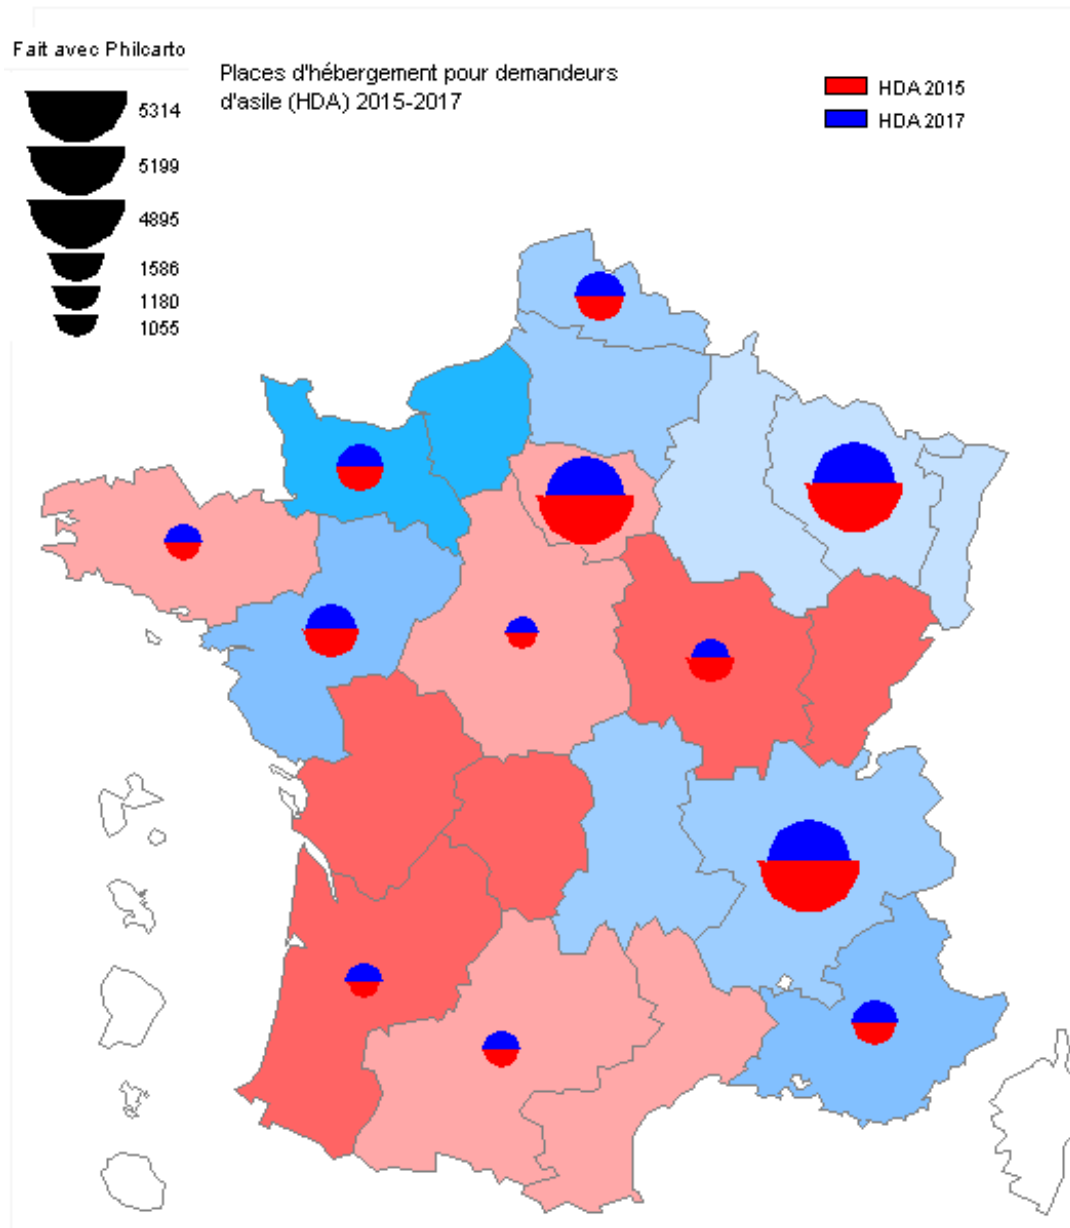 Fait avec Philcarto
5314
5199
4895
1586
1180
1055
Places d'hébergement pour demandeurs
d'asile (HDA) 2015-2017
HDA 2015
HDA 2017